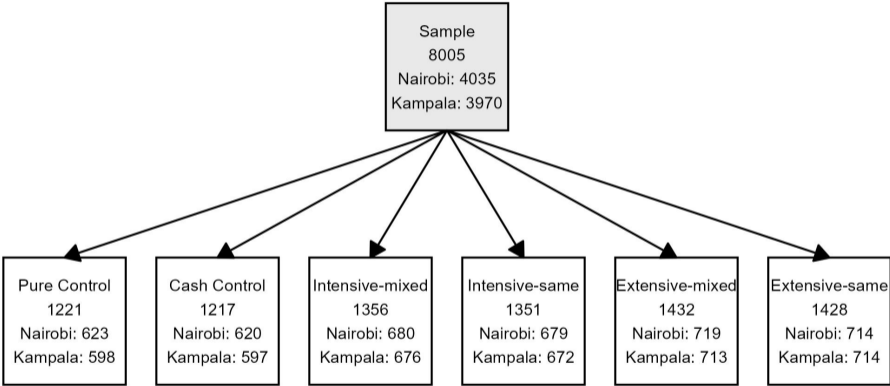 Sample
8005
Nairobi: 4035
Kampala: 3970
Pure Control
1221
Nairobi: 623
Kampala: 598
Cash Control
1217
Nairobi: 620
Kampala: 597
Intensive-mixed
1356
Nairobi: 680
Kampala: 676
Intensive-same
1351
Nairobi: 679
Kampala: 672
Extensive-mixed
1432
Nairobi: 719
Kampala: 713
Extensive-same
1428
Nairobi: 714
Kampala: 714